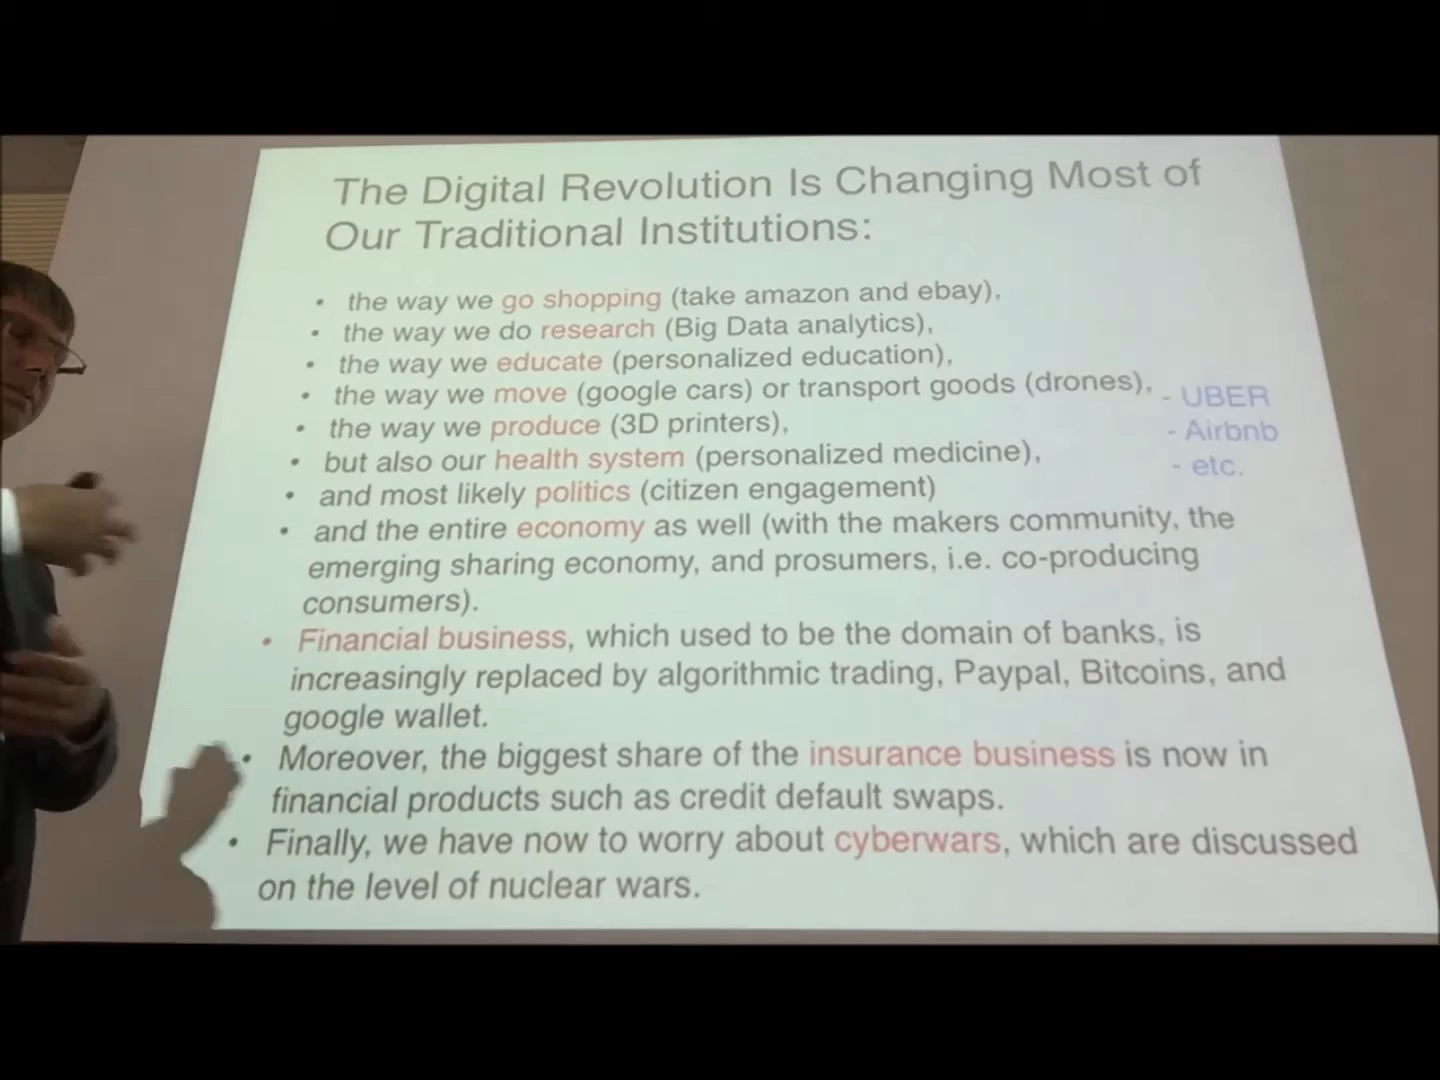 The Digital Revolution Is Changing Most of
Our Traditional Institutions:
• the way we go shopping (take amazon and ebay),
• the way we do research (Big Data analytics),
• the way we educate (personalized education),
• the way we move (google cars) or transport goods (drones),
• the way we produce (3D printers),
• but also our health system (personalized medicine),
• and most likely politics (citizen engagement)
• and the entire economy as well (with the makers community, the
emerging sharing economy, and prosumers, i.e. co-producing
consumers).
• Financial business, which used to be the domain of banks, is
increasingly replaced by algorithmic trading, Paypal, Bitcoins, and
google wallet.
• Moreover, the biggest share of the insurance business is now in
financial products such as credit default swaps.
• Finally, we have now to worry about cyberwars, which are discussed
on the level of nuclear wars.
- UBER
- Airbnb
- etc.